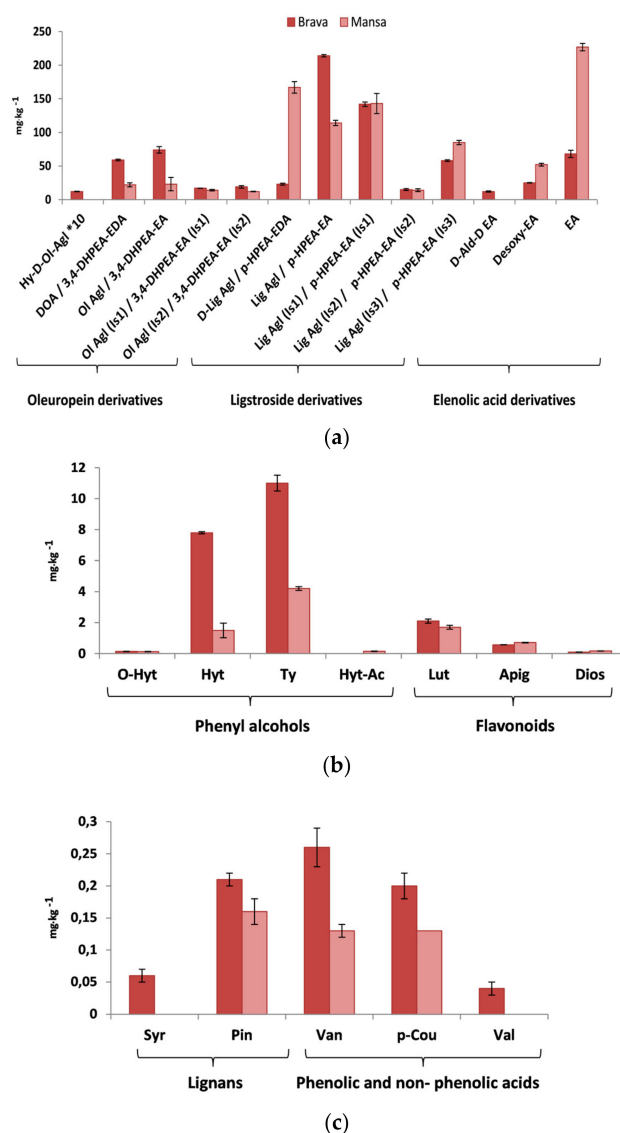 Brava Mansa
250
200
150
100
50
0
mg·kg⁻¹
Hy-D-Ol-Agl *10
DOA / 3,4-DHPEA-EDA
Ol Agl / 3,4-DHPEA-EA
Ol Agl (Is1) / 3,4-DHPEA-EA (Is1)
Ol Agl (Is2) / 3,4-DHPEA-EA (Is2)
D-Lig Agl / p-HPEA-EDA
Lig Agl / p-HPEA-EA
Lig Agl (Is1) / p-HPEA-EA (Is1)
Lig Agl (Is2) / p-HPEA-EA (Is2)
Lig Agl (Is3) / p-HPEA-EA (Is3)
D-Ald-D EA
Desoxy-EA
EA
Oleuropein derivatives Ligstroside derivatives Elenolic acid derivatives
(a)
12
10
8
6
4
2
0
mg·kg⁻¹
O-Hyt Hyt Ty Hyt-Ac Lut Apig Dios
Phenyl alcohols Flavonoids
(b)
0,3
0,25
0,2
0,15
0,1
0,05
0
mg·kg⁻¹
Syr Pin Van p-Cou Val
Lignans Phenolic and non- phenolic acids
(c)